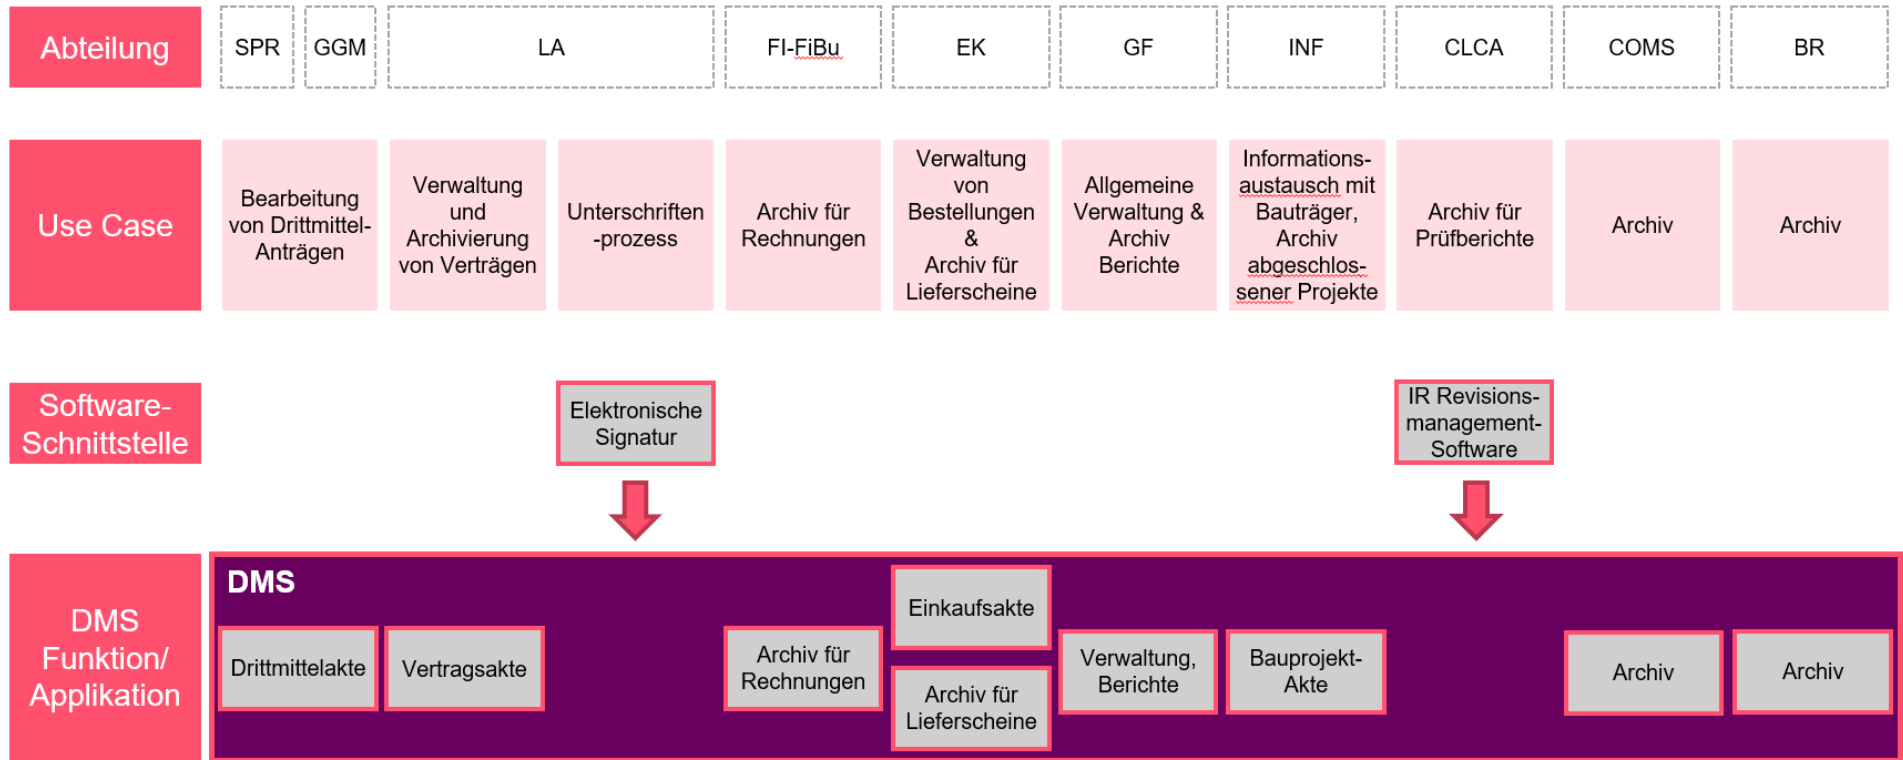 Abteilung
SPR
GGM
LA
FI-FiBu
EK
GF
INF
CLCA
COMS
BR
Use Case
Bearbeitung
von Drittmittel-
Anträgen
Verwaltung
und
Archivierung
von Verträgen
Unterschriften
-prozess
Archiv für
Rechnungen
Verwaltung
von
Bestellungen
&
Archiv für
Lieferscheine
Allgemeine
Verwaltung &
Archiv
Berichte
Informations-
austausch mit
Bauträger,
Archiv
abgeschlos-
sener Projekte
Archiv für
Prüfberichte
Archiv
Archiv
Software-
Schnittstelle
Elektronische
Signatur
IR Revisions-
management-
Software
DMS
Funktion/
Applikation
DMS
Drittmittelakte
Vertragsakte
Archiv für
Rechnungen
Einkaufsakte
Archiv für
Lieferscheine
Verwaltung,
Berichte
Bauprojekt-
Akte
Archiv
Archiv